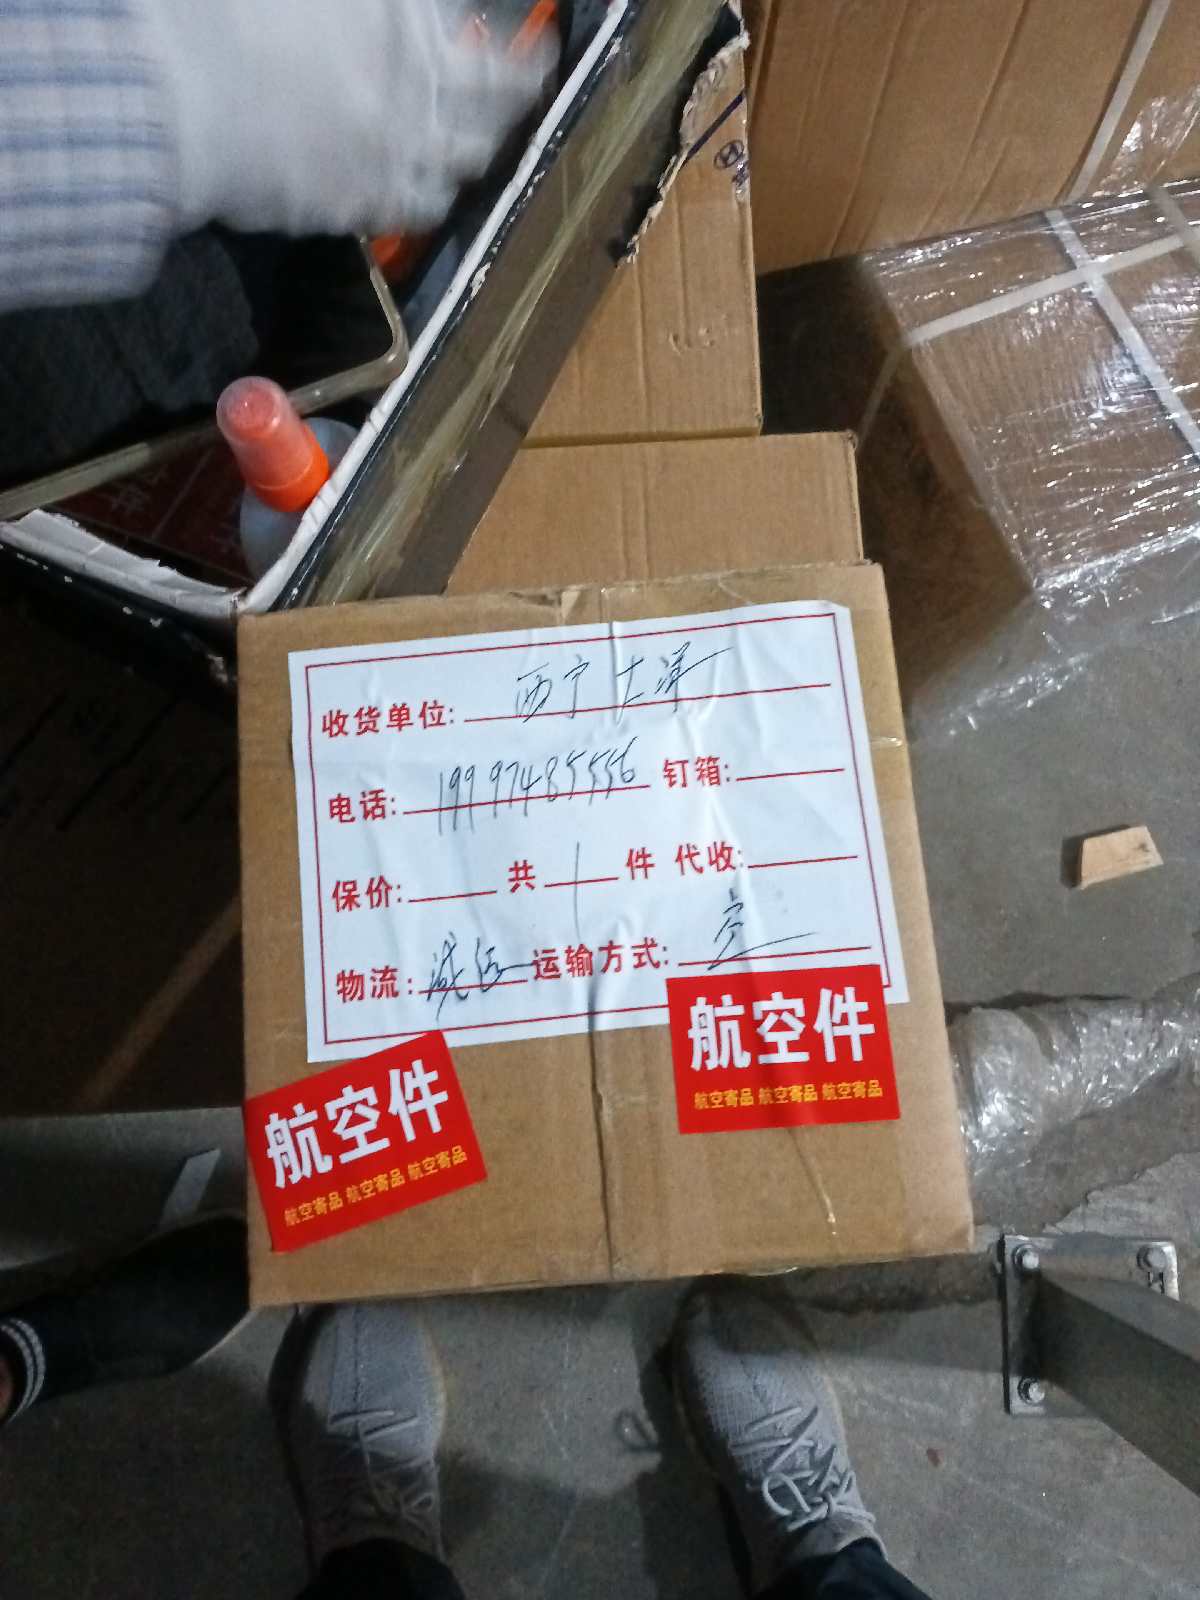 收货单位: 西宁
电话: 19997485556 钉箱:
保价: 共 1 件 代收:
物流: 诚 运输方式: 空
航空件
航空寄品 航空寄品 航空寄品
航空件
航空寄品 航空寄品 航空寄品